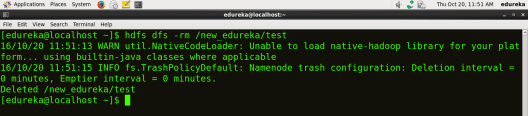 Applications Places System Thu Oct 20, 11:51 AM edureka
edureka@localhost:~
File Edit View Search Terminal Help
[edureka@localhost ~]$ hdfs dfs -rm /new_edureka/test
16/10/20 11:51:13 WARN util.NativeCodeLoader: Unable to load native-hadoop library for your plat
form... using builtin-java classes where applicable
16/10/20 11:51:15 INFO fs.TrashPolicyDefault: Namenode trash configuration: Deletion interval =
0 minutes, Emptier interval = 0 minutes.
Deleted /new_edureka/test
[edureka@localhost ~]$